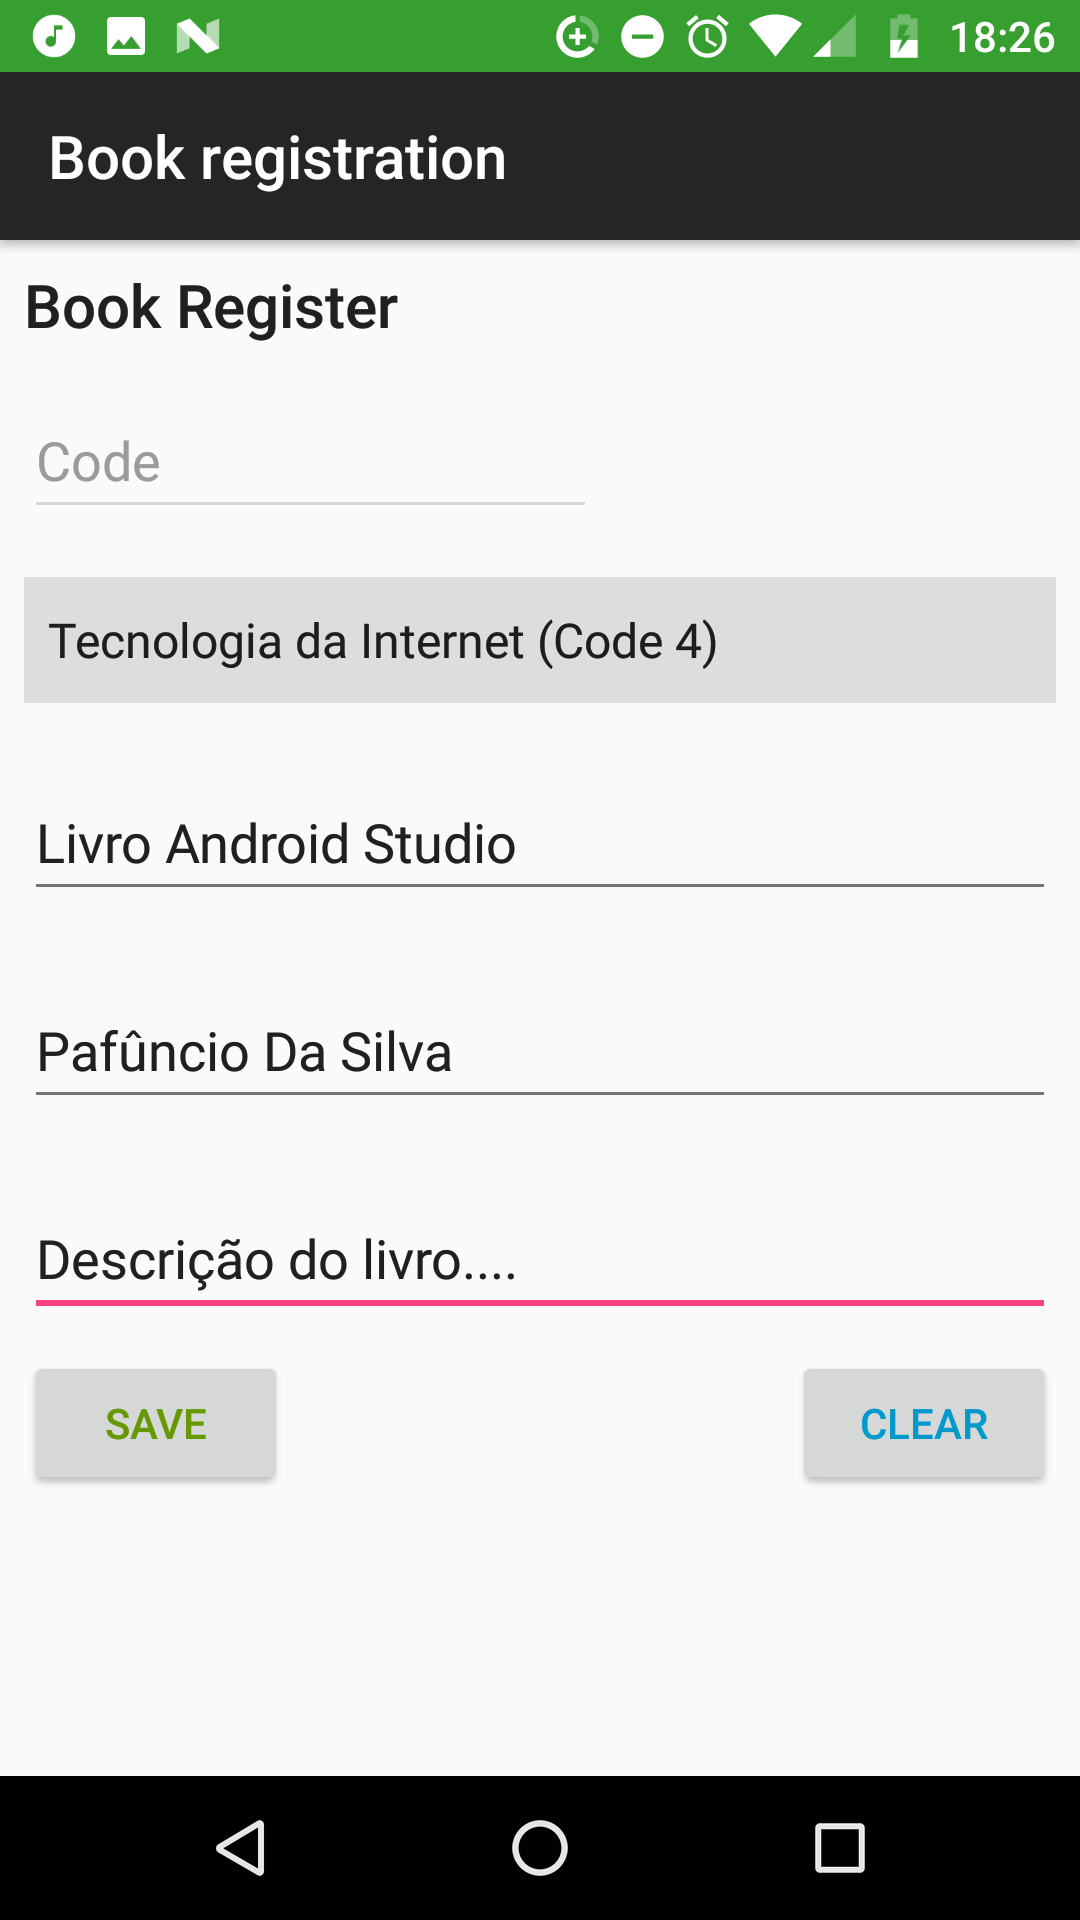 18:26
Book registration
Book Register
Code
Tecnologia da Internet (Code 4)
Livro Android Studio
Pafûncio Da Silva
Descrição do livro....
SAVE CLEAR